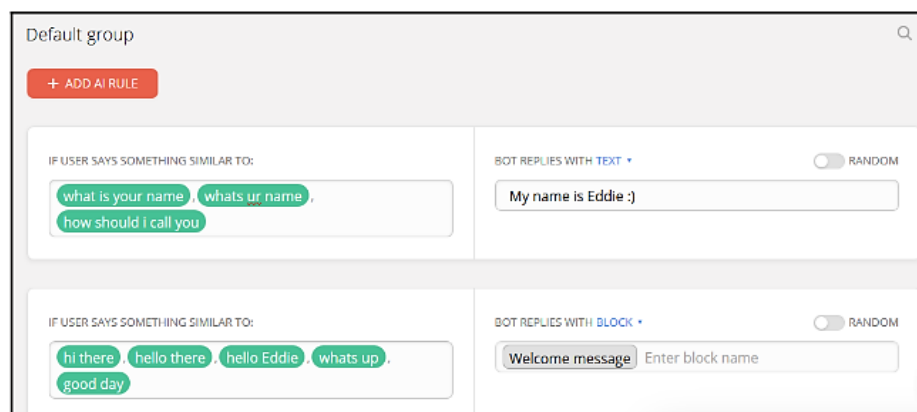 Default group
+ ADD AI RULE
IF USER SAYS SOMETHING SIMILAR TO:
what is your name , whats ur name ,
how should i call you
BOT REPLIES WITH TEXT
RANDOM
My name is Eddie :)
IF USER SAYS SOMETHING SIMILAR TO:
hi there , hello there , hello Eddie , whats up ,
good day
BOT REPLIES WITH BLOCK
RANDOM
Welcome message Enter block name